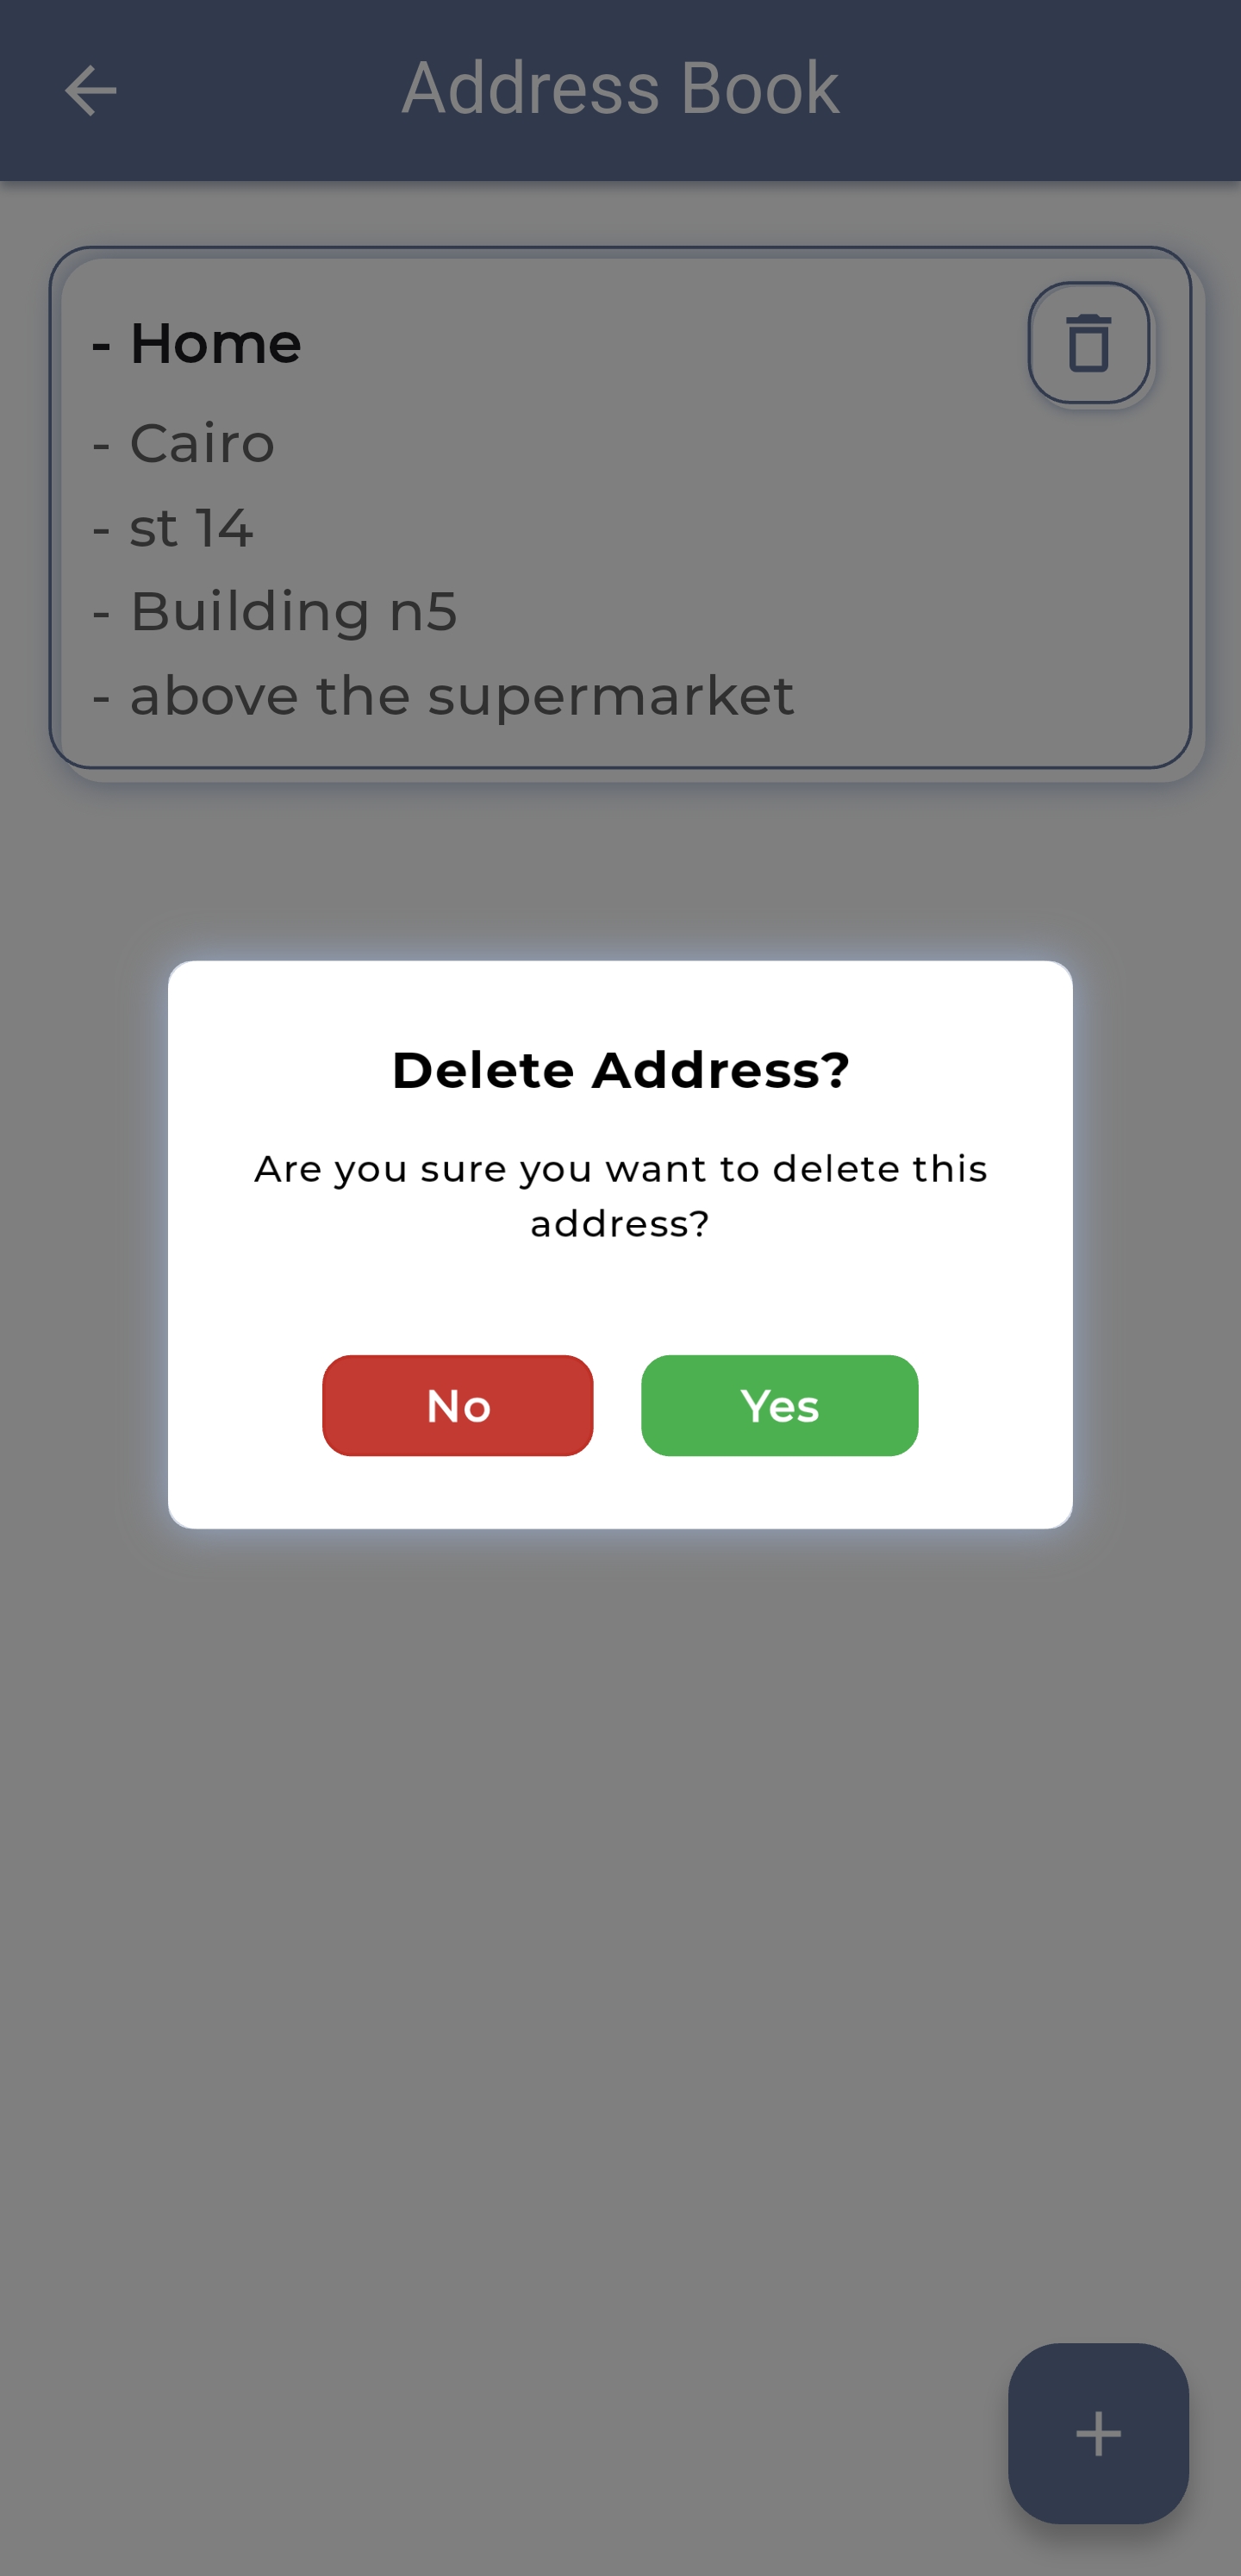 Address Book
- Home
- Cairo
- st 14
- Building n5
- above the supermarket
Delete Address?
Are you sure you want to delete this
address?
No
Yes